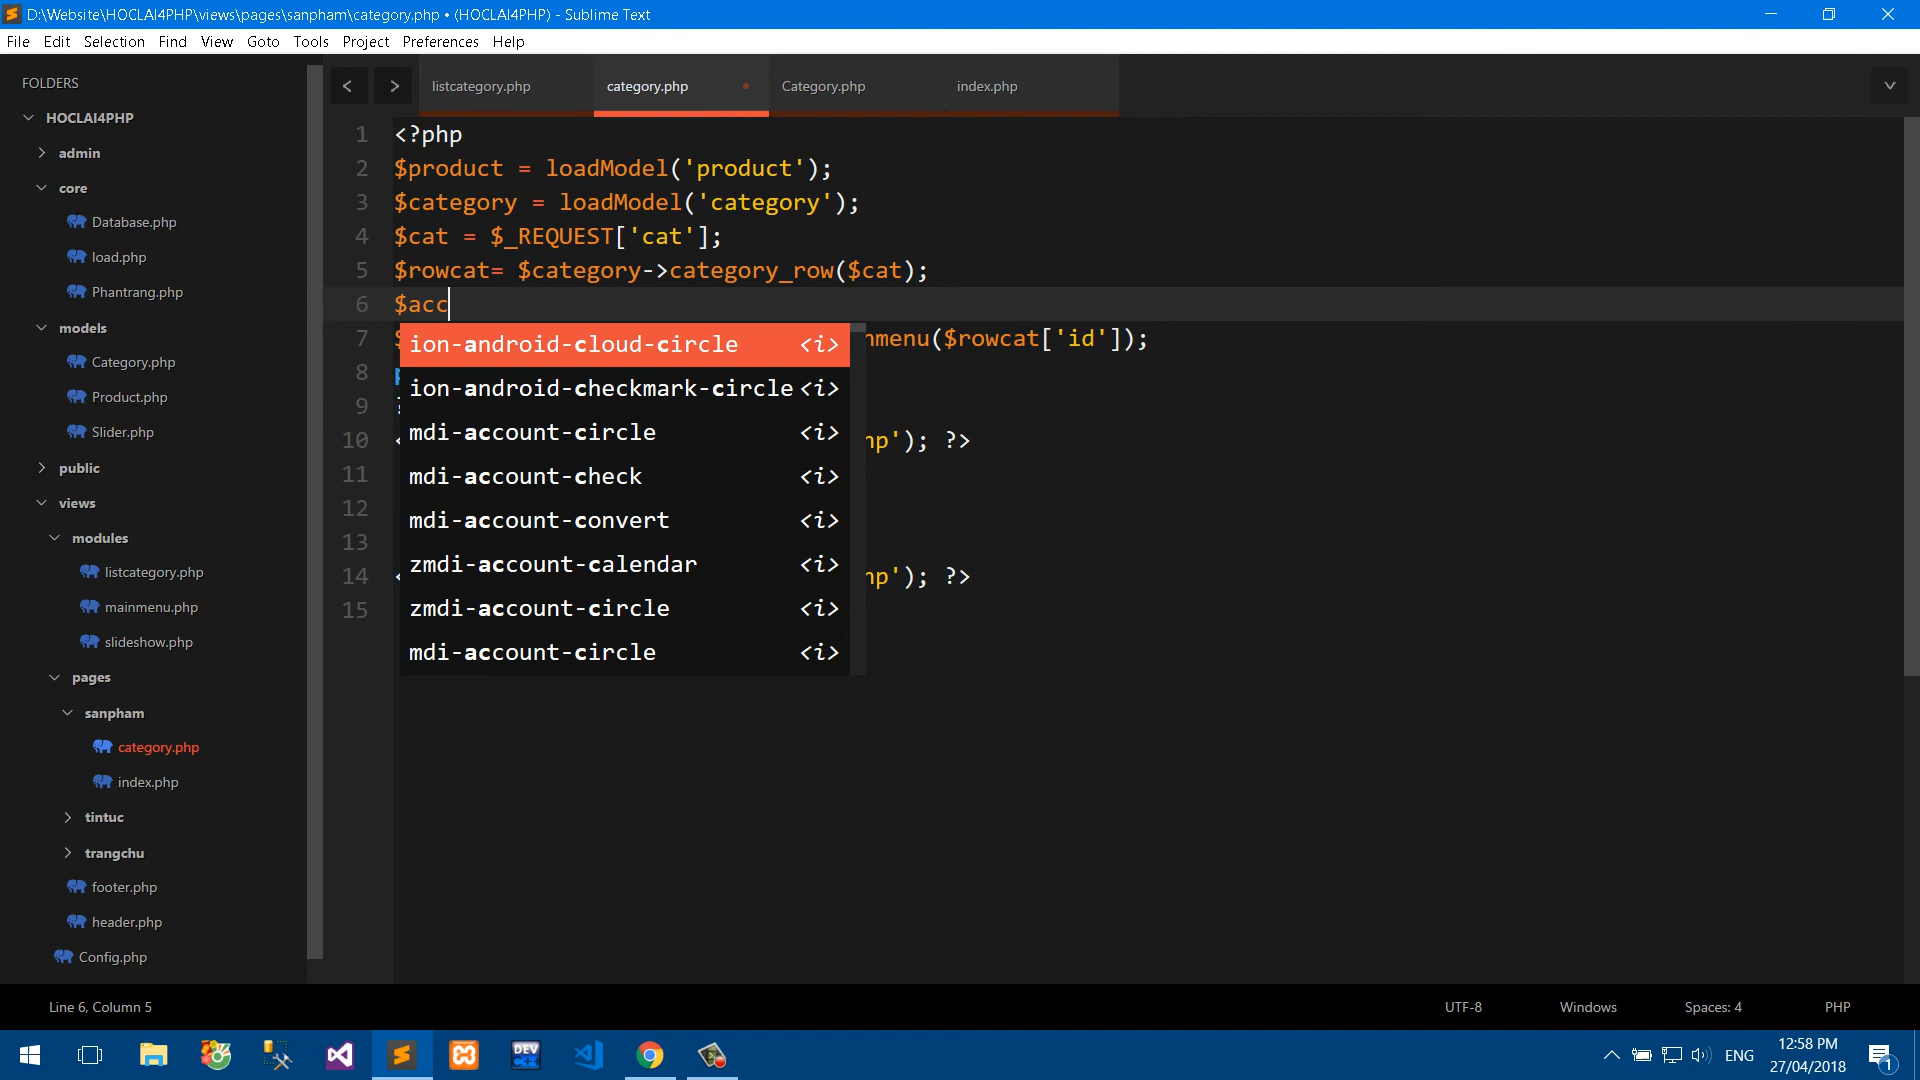 D:\Website\HOCLAI4PHP\views\pages\sanpham\category.php • (HOCLAI4PHP) - Sublime Text
File Edit Selection Find View Goto Tools Project Preferences Help
FOLDERS
HOCLAI4PHP
admin
core
Database.php
load.php
Phantrang.php
models
Category.php
Product.php
Slider.php
public
views
modules
listcategory.php
mainmenu.php
slideshow.php
pages
sanpham
category.php
index.php
tintuc
trangchu
footer.php
header.php
Config.php
listcategory.php category.php Category.php index.php
1 <?php
2 $product = loadModel('product');
3 $category = loadModel('category');
4 $cat = $_REQUEST['cat'];
5 $rowcat= $category->category_row($cat);
6 $acc
7 nmenu($rowcat['id']);
8
9
10 np'); ?>
11
12
13
14 np'); ?>
15
ion-android-cloud-circle <i>
ion-android-checkmark-circle <i>
mdi-account-circle <i>
mdi-account-check <i>
mdi-account-convert <i>
zmdi-account-calendar <i>
zmdi-account-circle <i>
mdi-account-circle <i>
Line 6, Column 5 UTF-8 Windows Spaces: 4 PHP
DEV
ENG
12:58 PM
27/04/2018
1